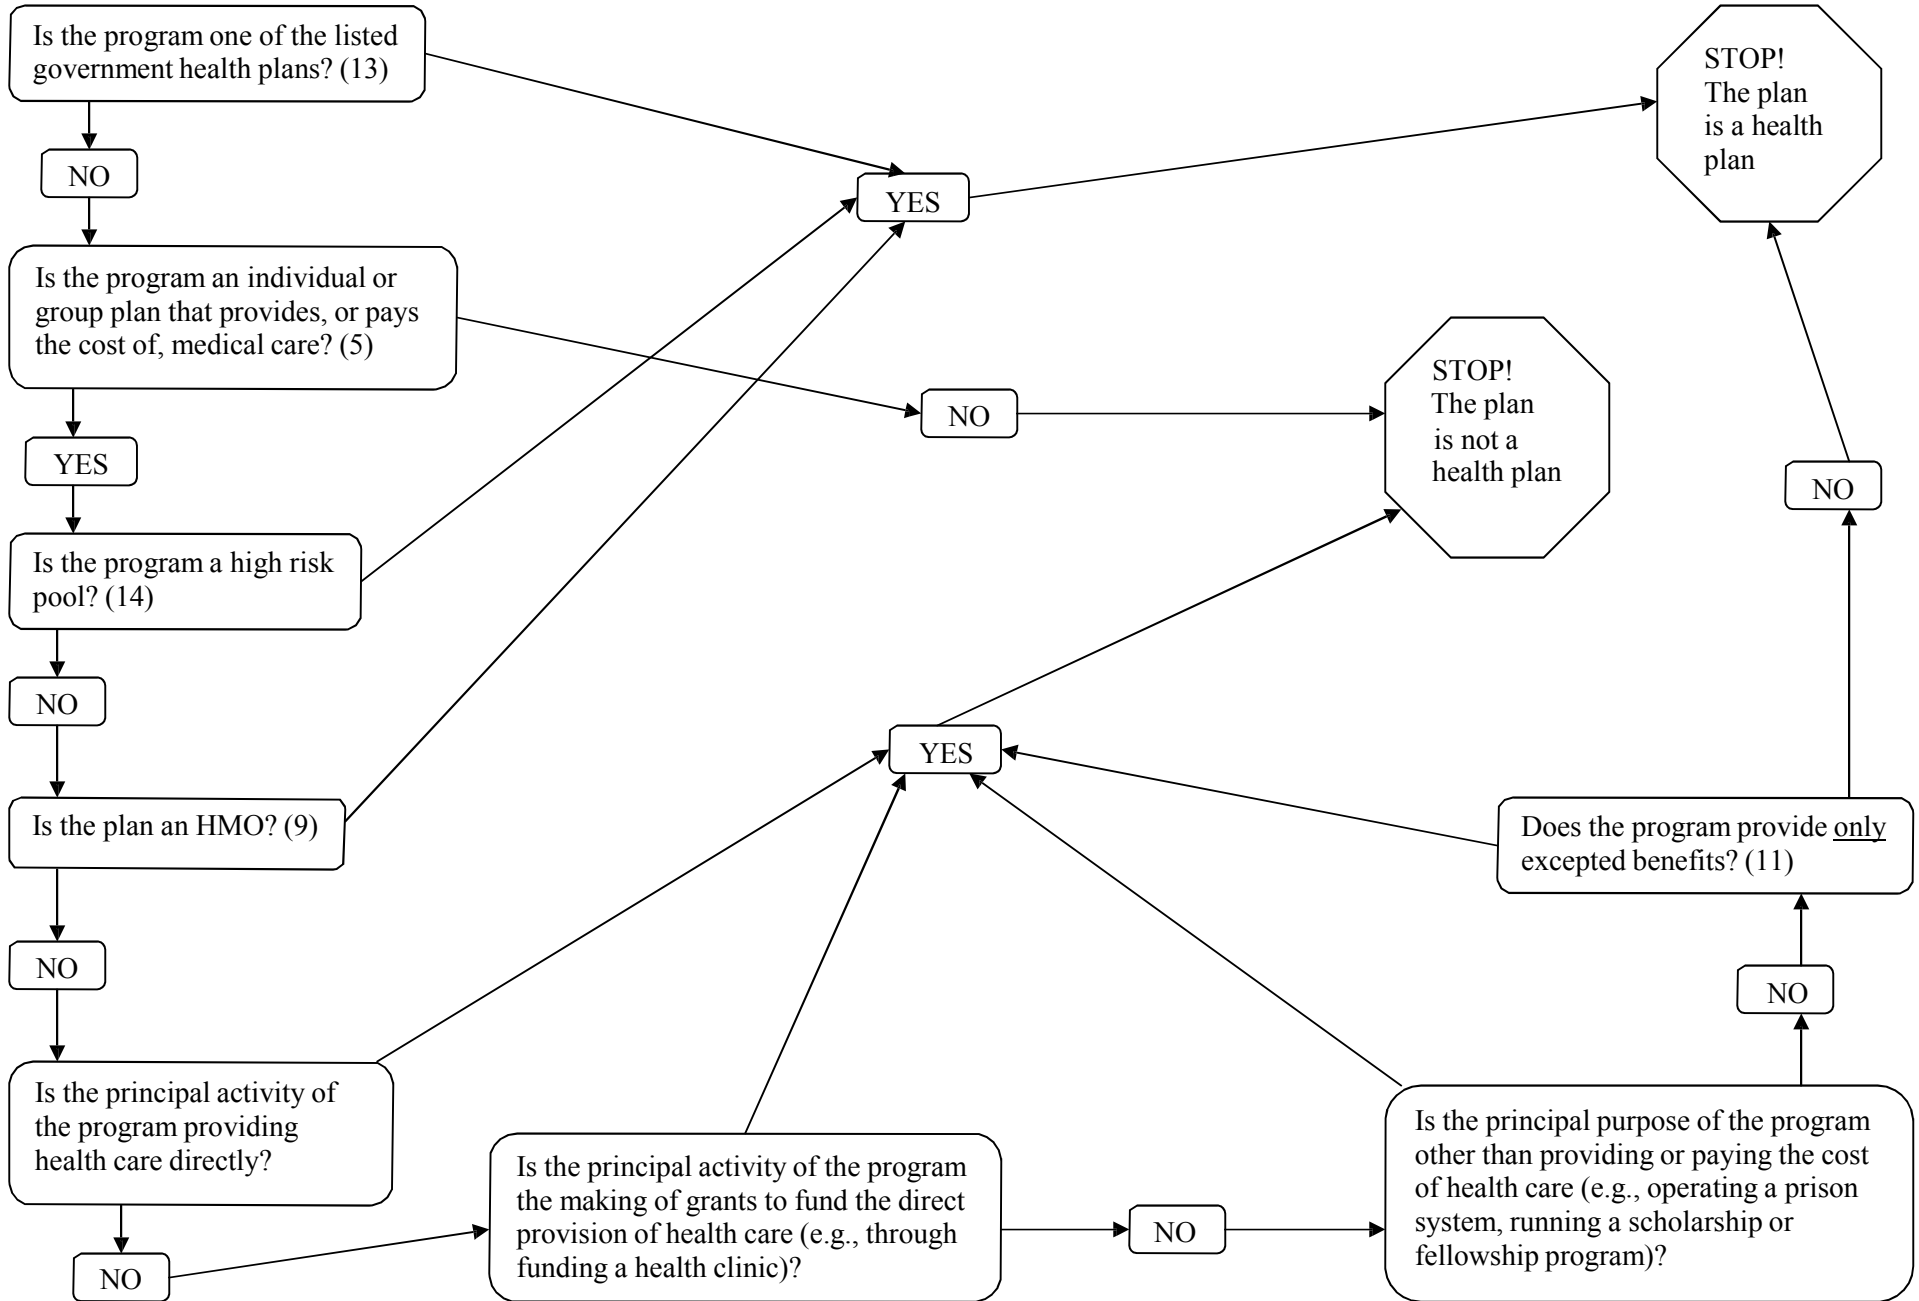 Is the program one of the listed
government health plans? (13)
NO
Is the program an individual or
group plan that provides, or pays
the cost of, medical care? (5)
YES
Is the program a high risk
pool? (14)
NO
Is the plan an HMO? (9)
NO
Is the principal activity of
the program providing
health care directly?
NO
Is the principal activity of the program
the making of grants to fund the direct
provision of health care (e.g., through
funding a health clinic)?
NO
Is the principal purpose of the program
other than providing or paying the cost
of health care (e.g., operating a prison
system, running a scholarship or
fellowship program)?
NO
Does the program provide only
excepted benefits? (11)
NO
YES
STOP!
The plan
is a health
plan
NO
STOP!
The plan
is not a
health plan
YES